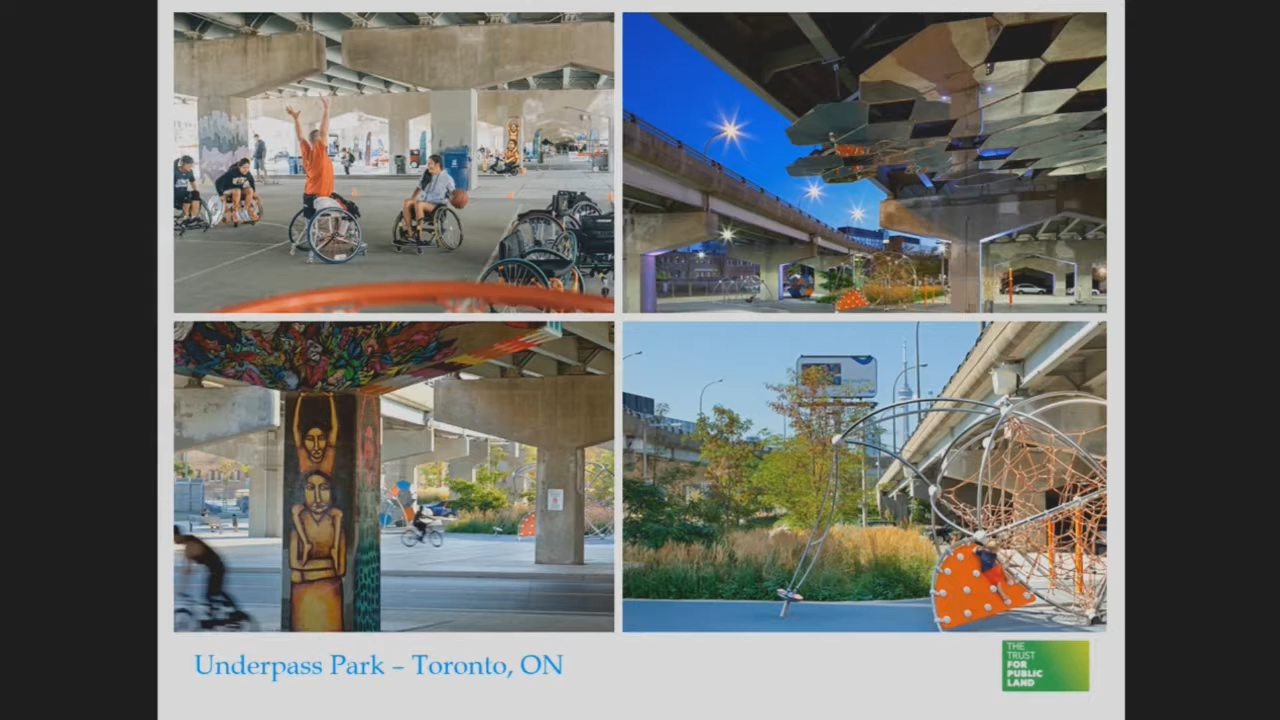 Underpass Park – Toronto, ON
THE
TRUST
FOR
PUBLIC
LAND